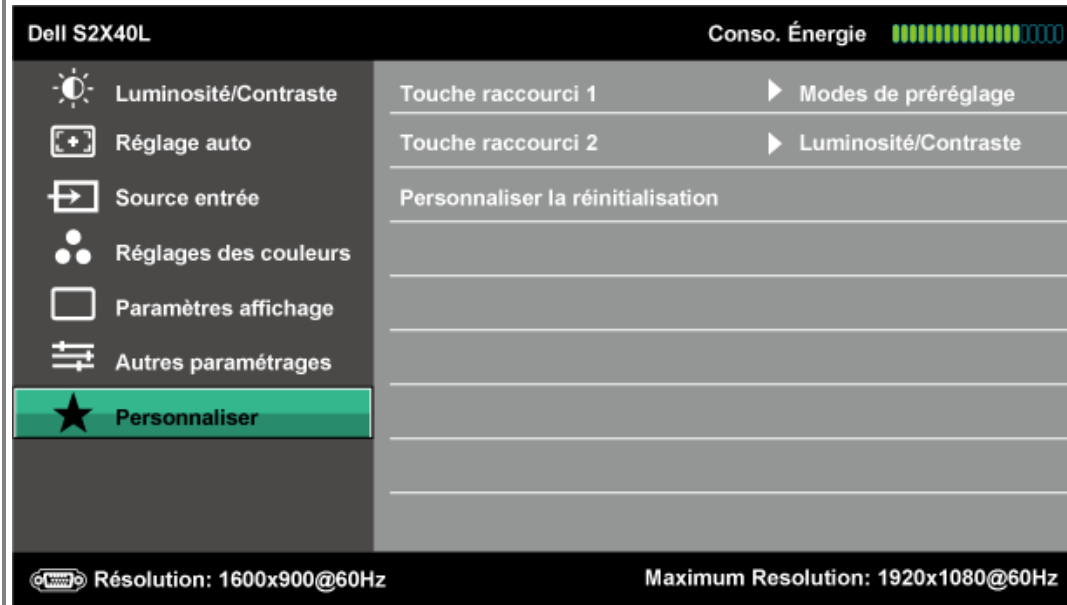 Dell S2X40L
Conso. Énergie
Luminosité/Contraste
Réglage auto
Source entrée
Réglages des couleurs
Paramètres affichage
Autres paramétrages
Personnaliser
Touche raccourci 1
Modes de préréglage
Touche raccourci 2
Luminosité/Contraste
Personnaliser la réinitialisation
Résolution: 1600x900@60Hz
Maximum Resolution: 1920x1080@60Hz